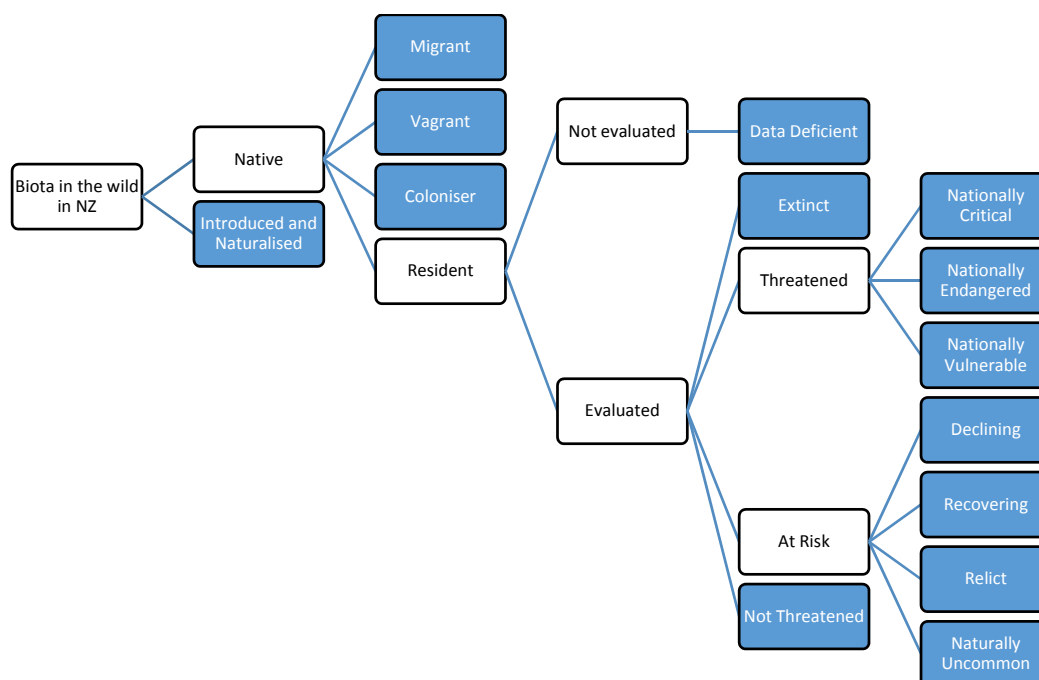 Biota in the wild
in NZ
Native
Introduced and
Naturalised
Migrant
Vagrant
Coloniser
Resident
Not evaluated
Evaluated
Data Deficient
Extinct
Threatened
At Risk
Not Threatened
Nationally
Critical
Nationally
Endangered
Nationally
Vulnerable
Declining
Recovering
Relict
Naturally
Uncommon